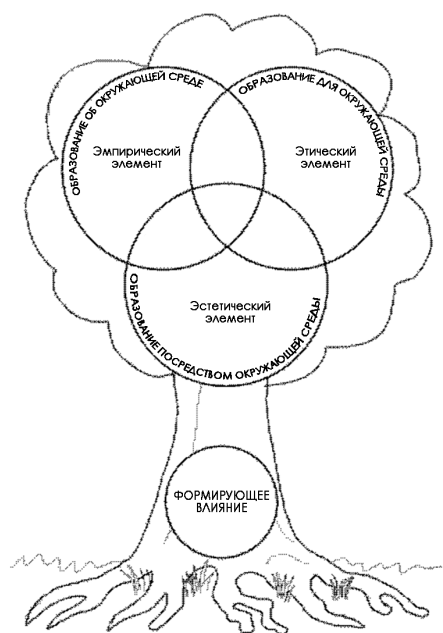 ОБРАЗОВАНИЕ ОБ ОКРУЖАЮЩЕЙ СРЕДЕ
ОБРАЗОВАНИЕ ДЛЯ ОКРУЖАЮЩЕЙ СРЕДЫ
Эмпирический
элемент
Этический
элемент
Эстетический
элемент
ОБРАЗОВАНИЕ ПОСРЕДСТВОМ ОКРУЖАЮЩЕЙ СРЕДЫ
ФОРМИРУЮЩЕЕ
ВЛИЯНИЕ